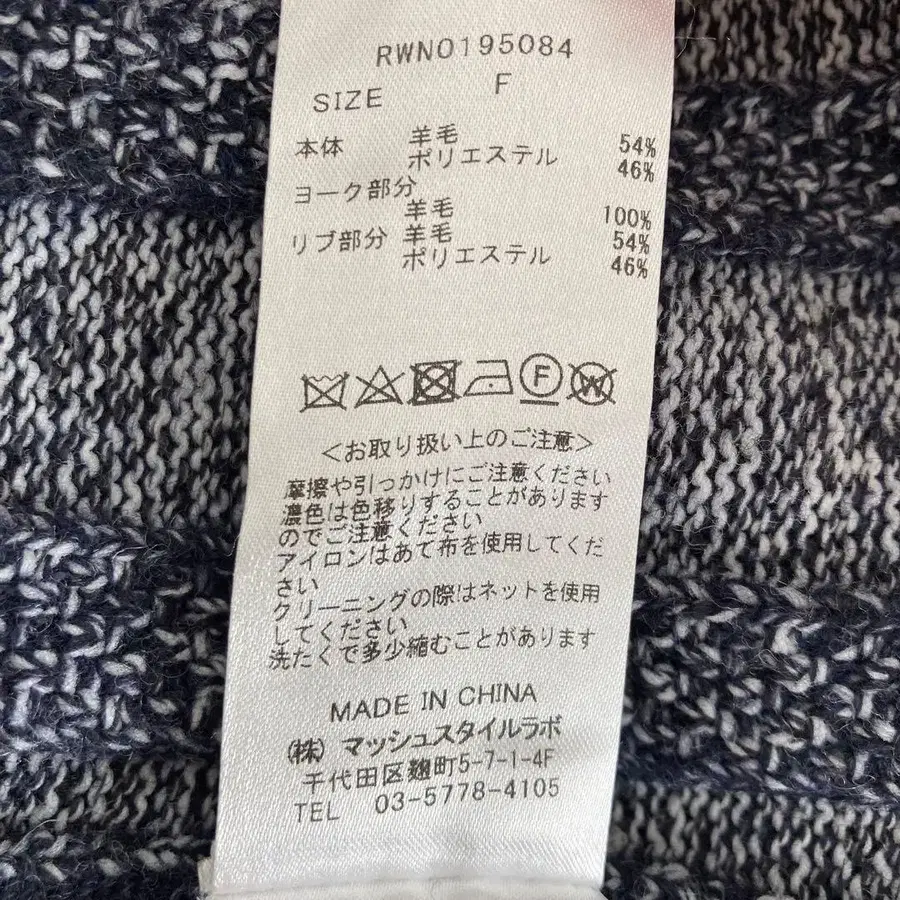 RWNO195084
SIZE F
本体 羊毛 54%
ポリエステル 46%
ヨーク部分
羊毛 100%
リブ部分 羊毛 54%
ポリエステル 46%
F W
＜お取り扱い上のご注意＞
摩擦や引っかけにご注意ください
濃色は色移りすることがあります
のでご注意ください
アイロンはあて布を使用してくだ
さい
クリーニングの際はネットを使用
してください
洗たくで多少縮むことがあります
MADE IN CHINA
(株) マッシュスタイルラボ
千代田区麹町5-7-1-4F
TEL 03-5778-4105